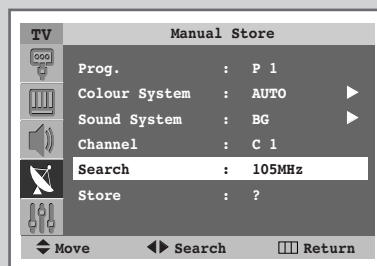 TV Manual Store
Prog. : P 1
Colour System : AUTO
Sound System : BG
Channel : C 1
Search : 105MHz
Store : ?
Move Search Return